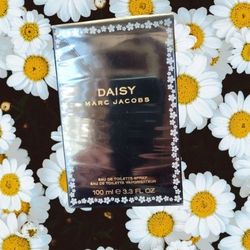 DAISY
MARC JACOBS
EAU DE TOILETTE SPRAY
EAU DE TOILETTE VAPORISATEUR
100 ml ℮ 3.3 FL OZ